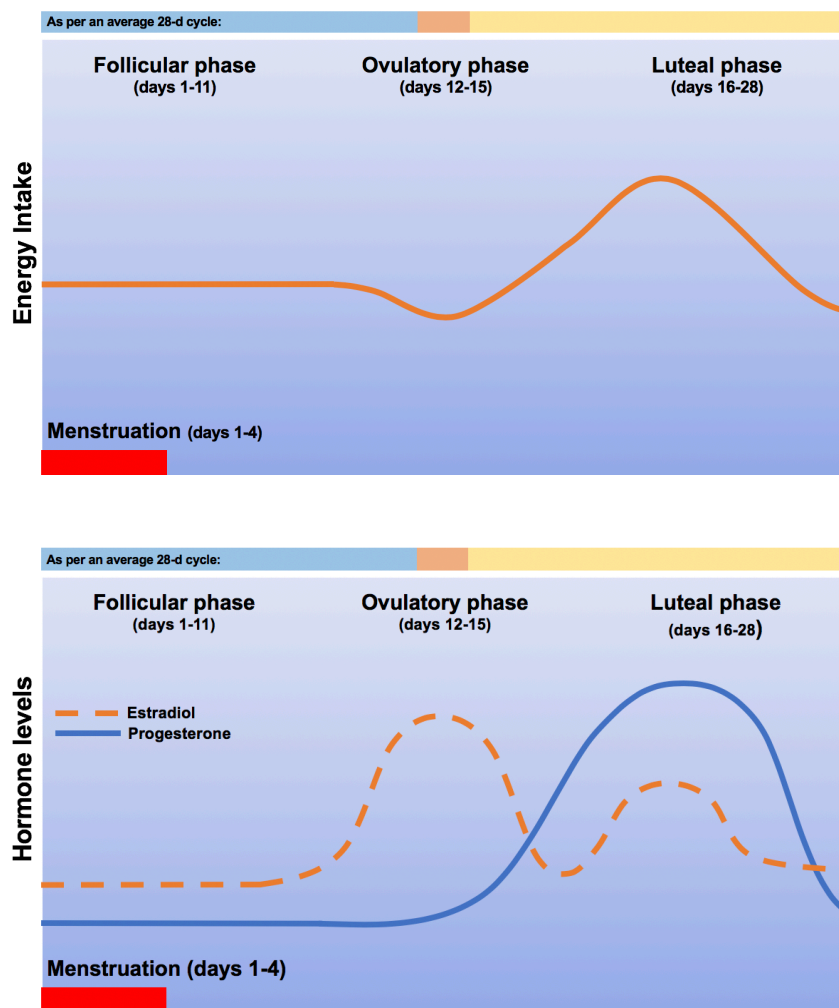 As per an average 28-d cycle:
Follicular phase
(days 1-11)
Ovulatory phase
(days 12-15)
Luteal phase
(days 16-28)
Energy Intake
Menstruation (days 1-4)
As per an average 28-d cycle:
Follicular phase
(days 1-11)
Ovulatory phase
(days 12-15)
Luteal phase
(days 16-28)
Hormone levels
Estradiol
Progesterone
Menstruation (days 1-4)